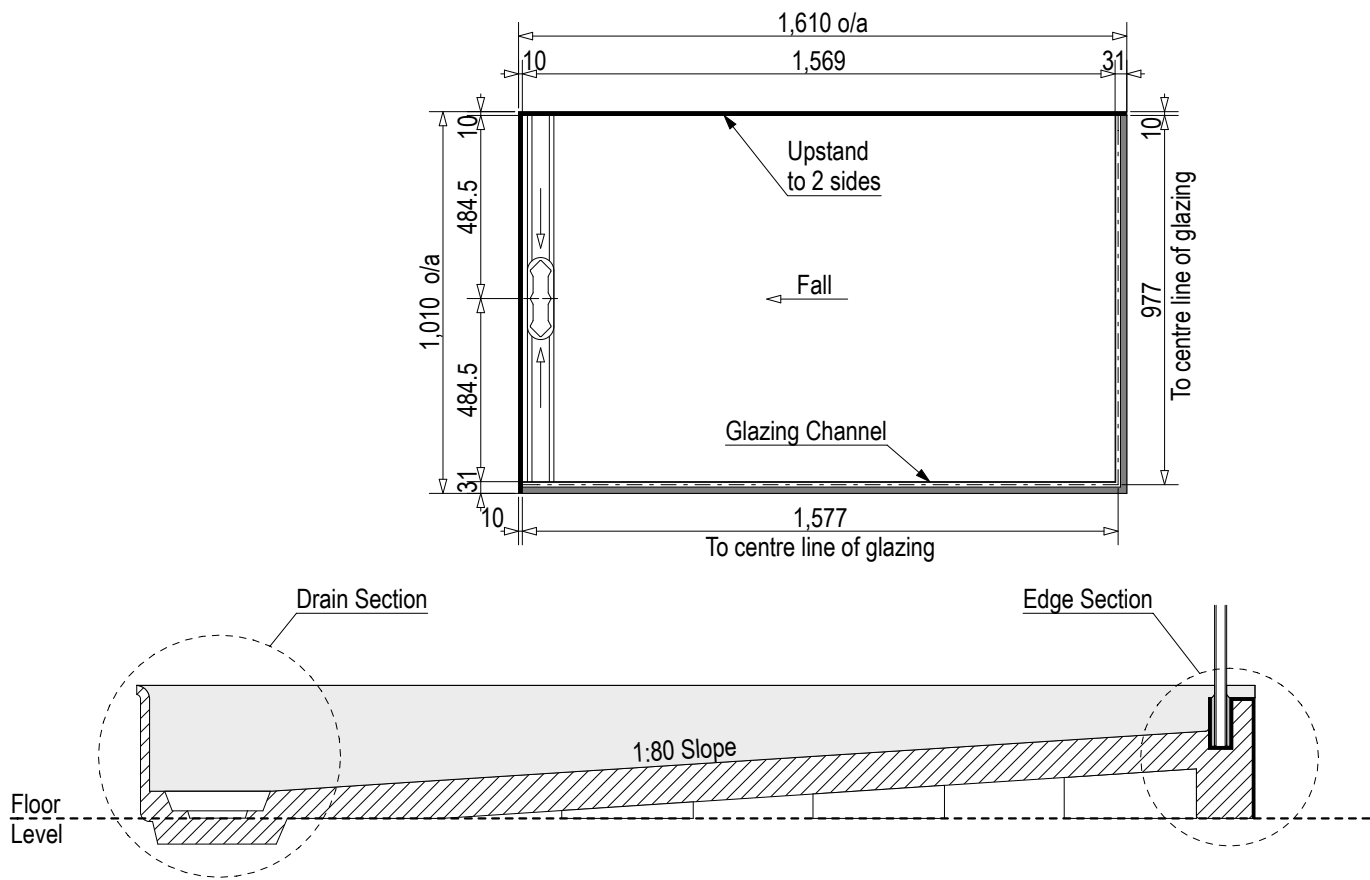 1,610 o/a
10
1,569
31
10
484.5
1,010 o/a
484.5
31
Upstand
to 2 sides
Fall
Glazing Channel
10
977
To centre line of glazing
10
1,577
To centre line of glazing
Drain Section
Edge Section
1:80 Slope
Floor
Level